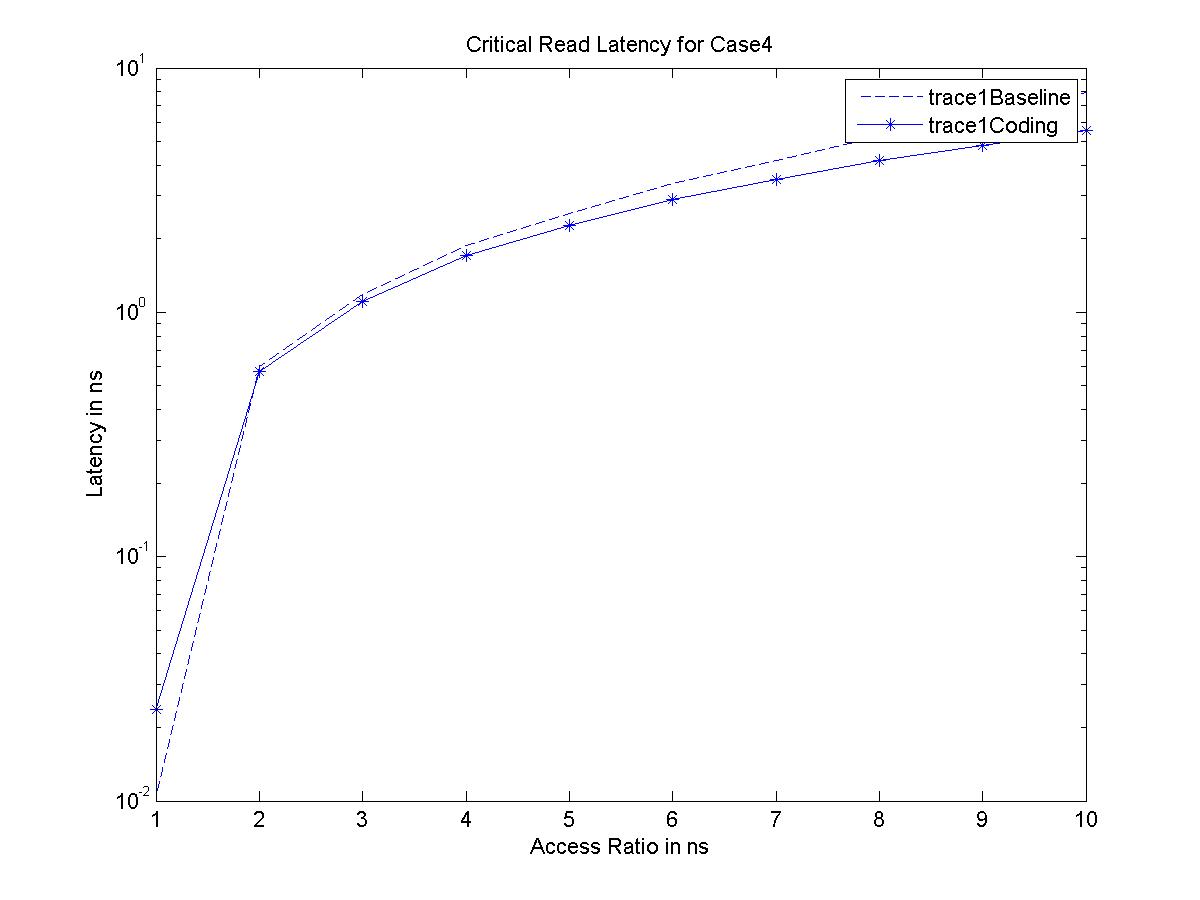 Critical Read Latency for Case4
10^1
10^0
10^-1
10^-2
Latency in ns
trace1Baseline
trace1Coding
1 2 3 4 5 6 7 8 9 10
Access Ratio in ns